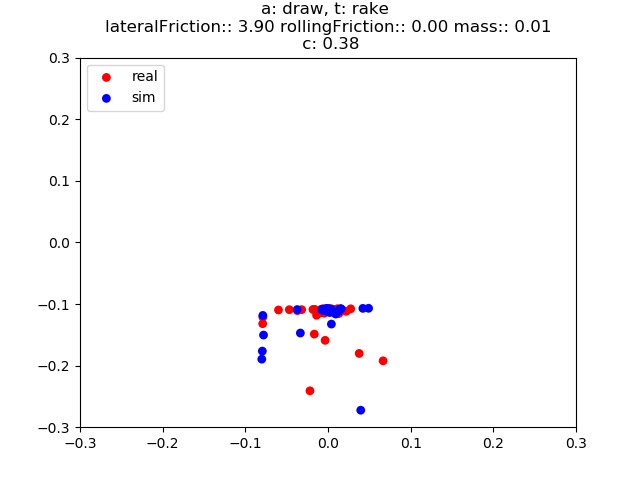 a: draw, t: rake
lateralFriction:: 3.90 rollingFriction:: 0.00 mass:: 0.01
c: 0.38
real
sim
0.3
0.2
0.1
0.0
−0.1
−0.2
−0.3
−0.3 −0.2 −0.1 0.0 0.1 0.2 0.3